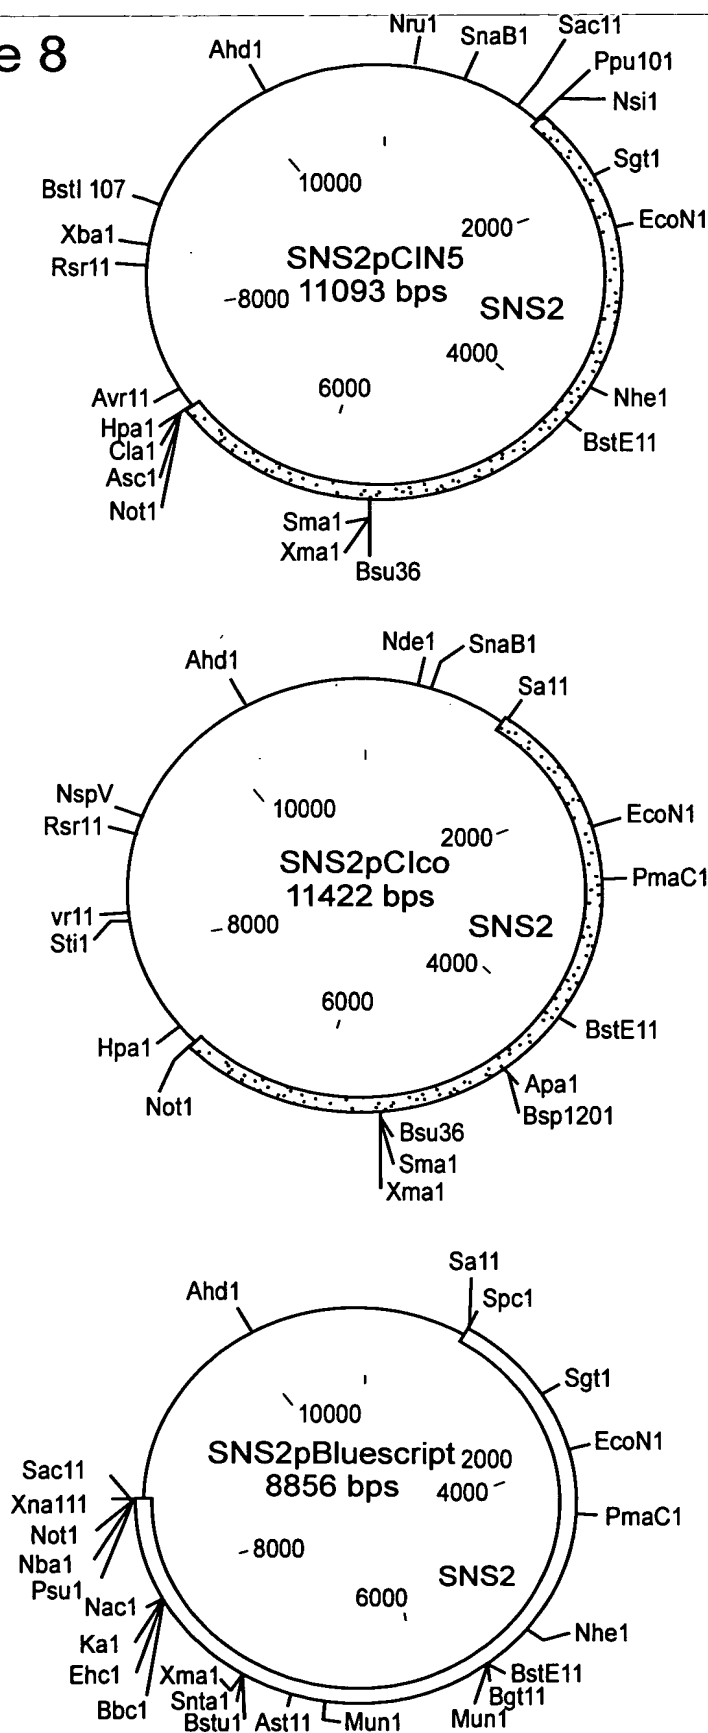 e 8
Nru1
SnaB1
Sac11
Ppu101
Nsi1
Ahd1
Sgt1
EcoN1
BstI 107
Xba1
Rsr11
10000
2000
SNS2pCIN5
11093 bps
8000
SNS2
4000
6000
Avr11
Hpa1
Cla1
Asc1
Not1
Nhe1
BstE11
Sma1
Xma1
Bsu36
Nde1
SnaB1
Ahd1
Sa11
NspV
Rsr11
10000
2000
EcoN1
SNS2pCIco
11422 bps
PmaC1
vr11
Sti1
8000
SNS2
4000
6000
Hpa1
Not1
BstE11
Apa1
Bsp1201
Bsu36
Sma1
Xma1
Sa11
Spc1
Ahd1
Sgt1
10000
EcoN1
SNS2pBluescript
8856 bps
2000
4000
PmaC1
Sac11
Xna111
Not1
Nba1
Psu1
8000
SNS2
6000
Nac1
Ka1
Ehc1
Bbc1
Nhe1
BstE11
Bgt11
Mun1
Xma1
Snta1
Bstu1
Ast11
Mun1